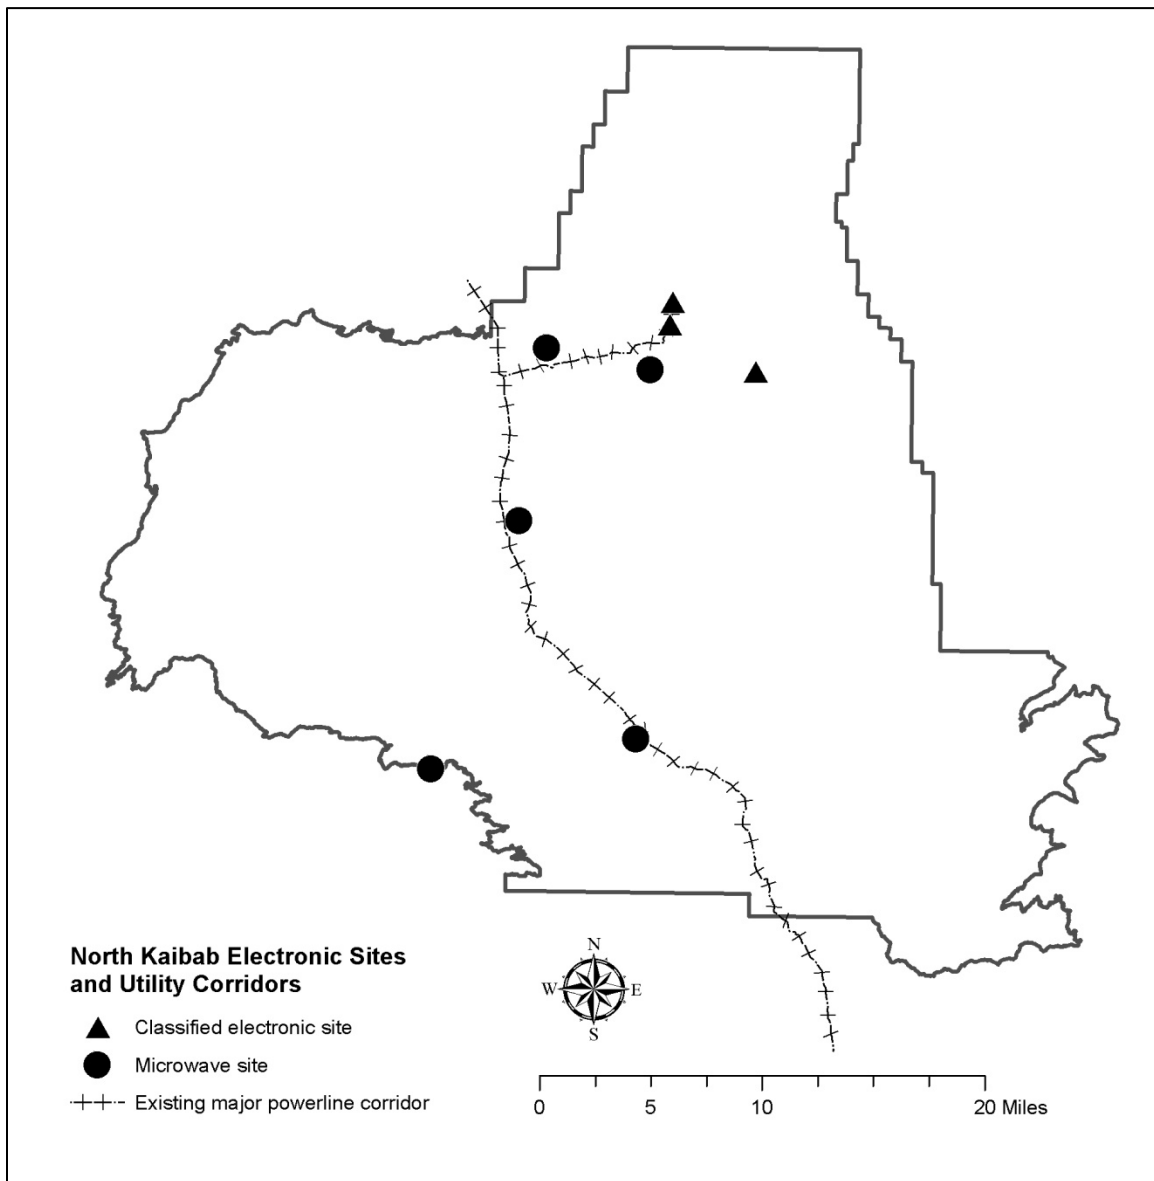 North Kaibab Electronic Sites
and Utility Corridors
Classified electronic site
Microwave site
Existing major powerline corridor
N
W E
S
0 5 10 20 Miles